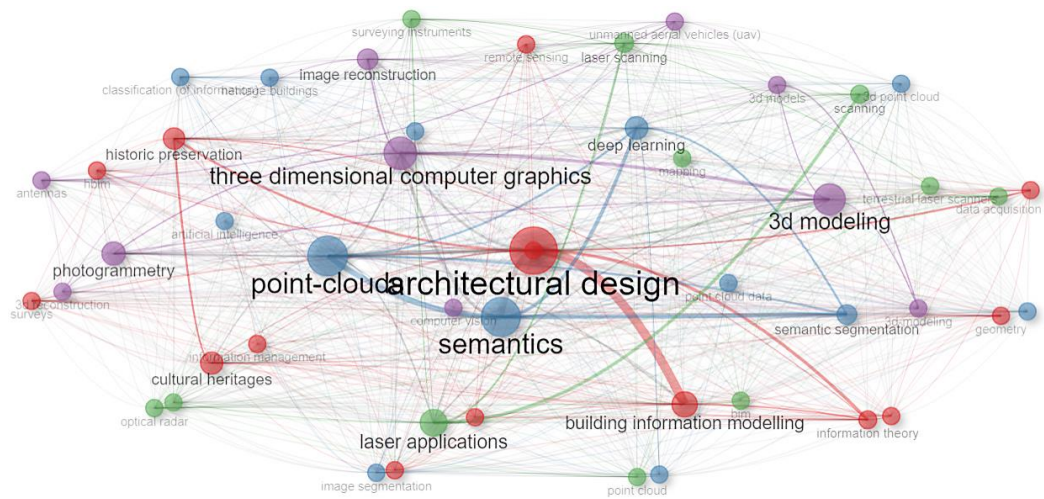 surveying instruments
unmanned aerial vehicles (uav)
remote sensing
laser scanning
image reconstruction
classification (of information)
heritage buildings
3d models
3d point cloud
scanning
historic preservation
deep learning
mapping
hbim
three dimensional computer graphics
antennas
terrestrial laser scanner
data acquisition
3d modeling
artificial intelligence
photogrammetry
point-clouds
architectural design
point cloud data
3d reconstruction
surveys
computer vision
semantic segmentation
3d modeling
geometry
semantics
information management
cultural heritages
optical radar
bim
building information modelling
information theory
laser applications
image segmentation
point cloud